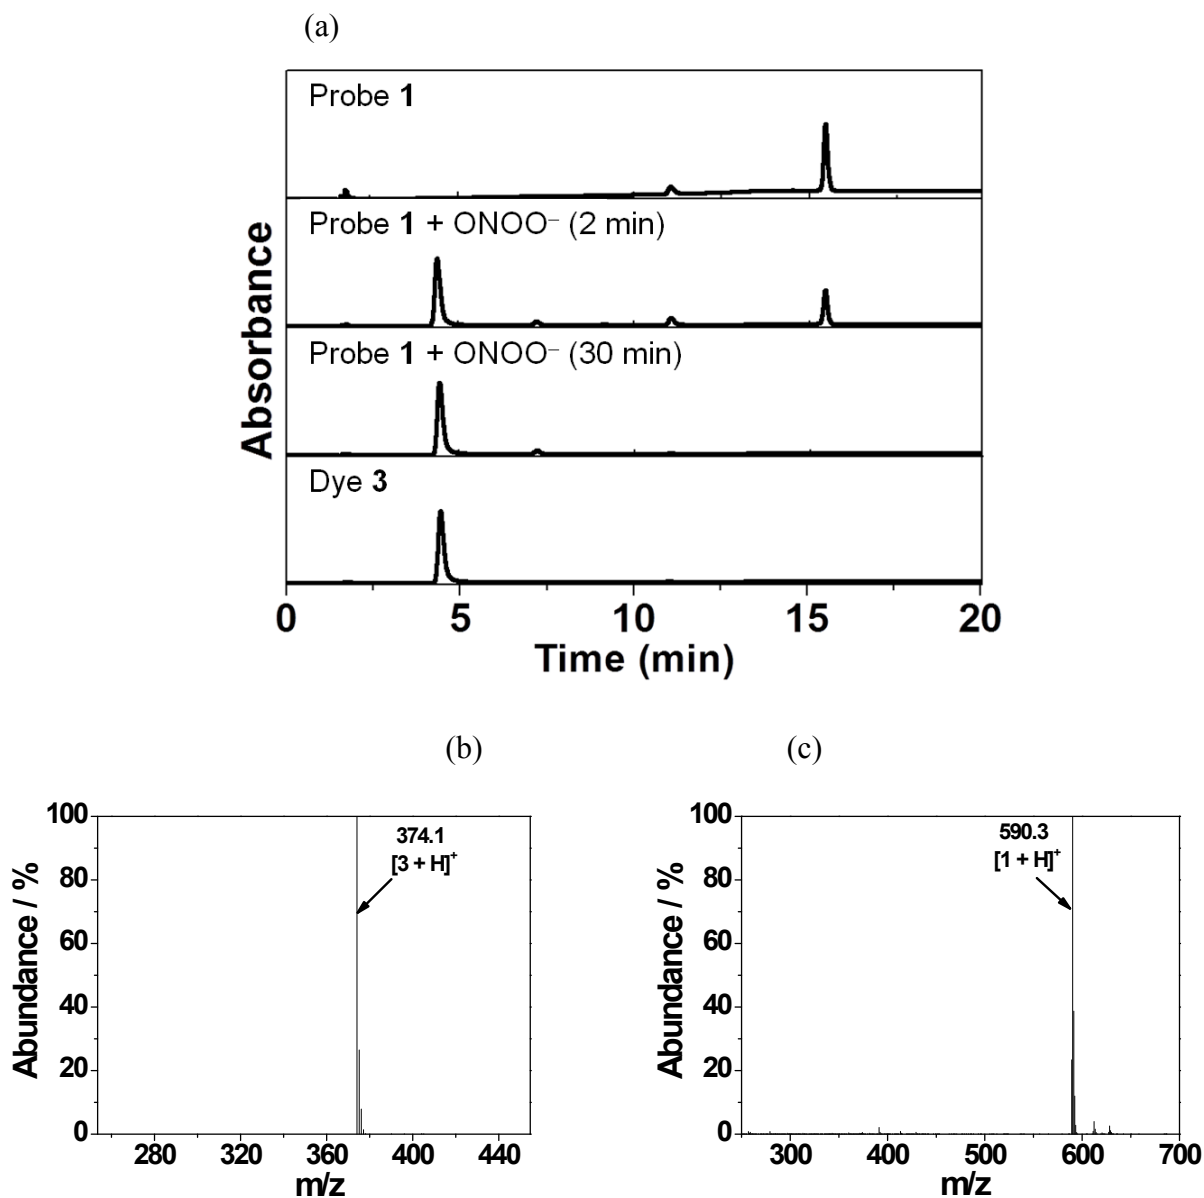 (a)
Probe 1
Probe 1 + ONOO⁻ (2 min)
Probe 1 + ONOO⁻ (30 min)
Dye 3
Absorbance
0 5 10 15 20
Time (min)
(b) (c)
100
80
60
40
20
0
Abundance / %
374.1
[3 + H]⁺
280 320 360 400 440
m/z
100
80
60
40
20
0
Abundance / %
590.3
[1 + H]⁺
300 400 500 600 700
m/z